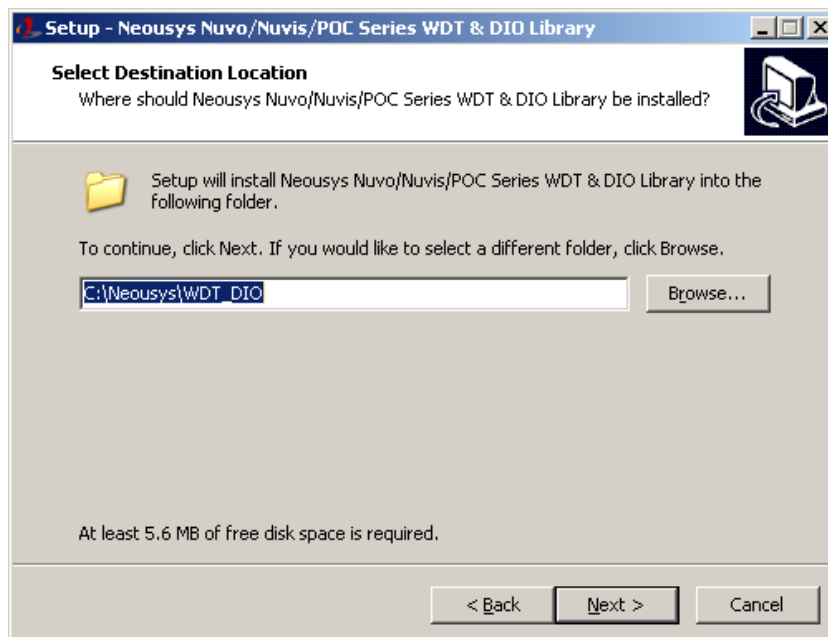 Setup - Neousys Nuvo/Nuvis/POC Series WDT & DIO Library
Select Destination Location
Where should Neousys Nuvo/Nuvis/POC Series WDT & DIO Library be installed?
Setup will install Neousys Nuvo/Nuvis/POC Series WDT & DIO Library into the
following folder.
To continue, click Next. If you would like to select a different folder, click Browse.
C:\Neousys\WDT_DIO
Browse...
At least 5.6 MB of free disk space is required.
< Back
Next >
Cancel